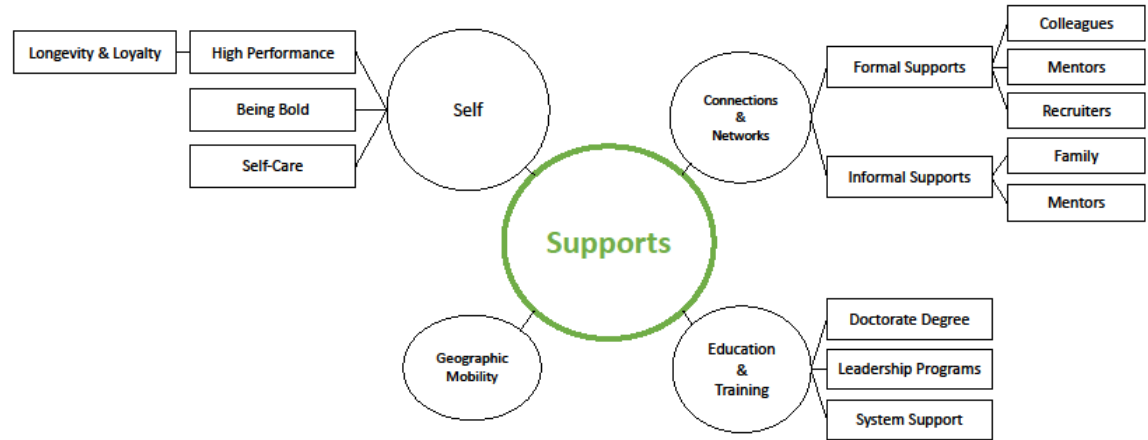 Longevity & Loyalty
High Performance
Being Bold
Self-Care
Self
Connections
&
Networks
Formal Supports
Colleagues
Mentors
Recruiters
Informal Supports
Family
Mentors
Supports
Geographic
Mobility
Education
&
Training
Doctorate Degree
Leadership Programs
System Support